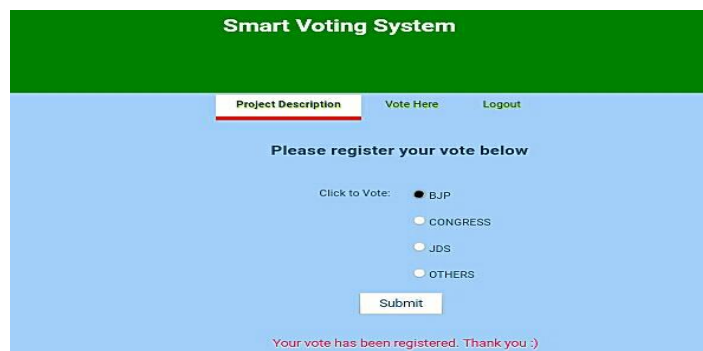 Smart Voting System
Project Description Vote Here Logout
Please register your vote below
Click to Vote: BJP
CONGRESS
JDS
OTHERS
Submit
Your vote has been registered. Thank you :)